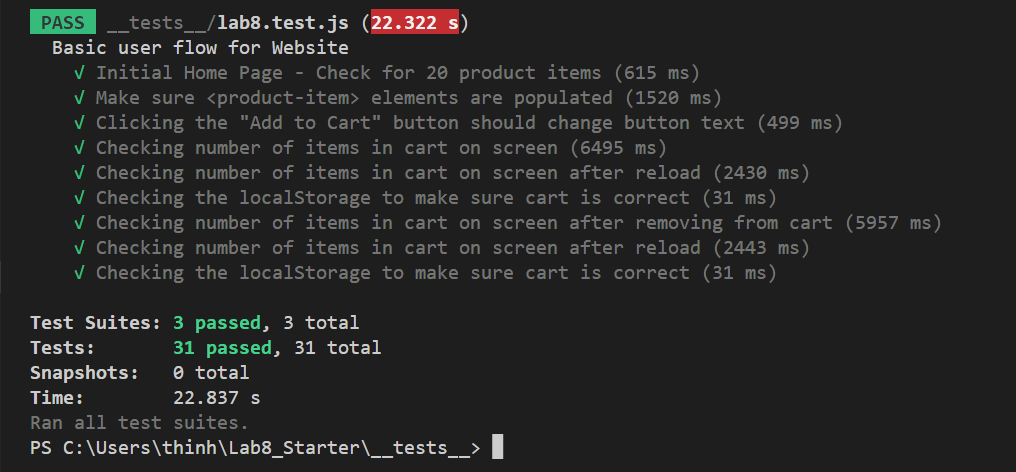 PASS __tests__/lab8.test.js (22.322 s)
Basic user flow for Website
√ Initial Home Page - Check for 20 product items (615 ms)
√ Make sure <product-item> elements are populated (1520 ms)
√ Clicking the "Add to Cart" button should change button text (499 ms)
√ Checking number of items in cart on screen (6495 ms)
√ Checking number of items in cart on screen after reload (2430 ms)
√ Checking the localStorage to make sure cart is correct (31 ms)
√ Checking number of items in cart on screen after removing from cart (5957 ms)
√ Checking number of items in cart on screen after reload (2443 ms)
√ Checking the localStorage to make sure cart is correct (31 ms)
Test Suites: 3 passed, 3 total
Tests: 31 passed, 31 total
Snapshots: 0 total
Time: 22.837 s
Ran all test suites.
PS C:\Users\thinh\Lab8_Starter\__tests__>